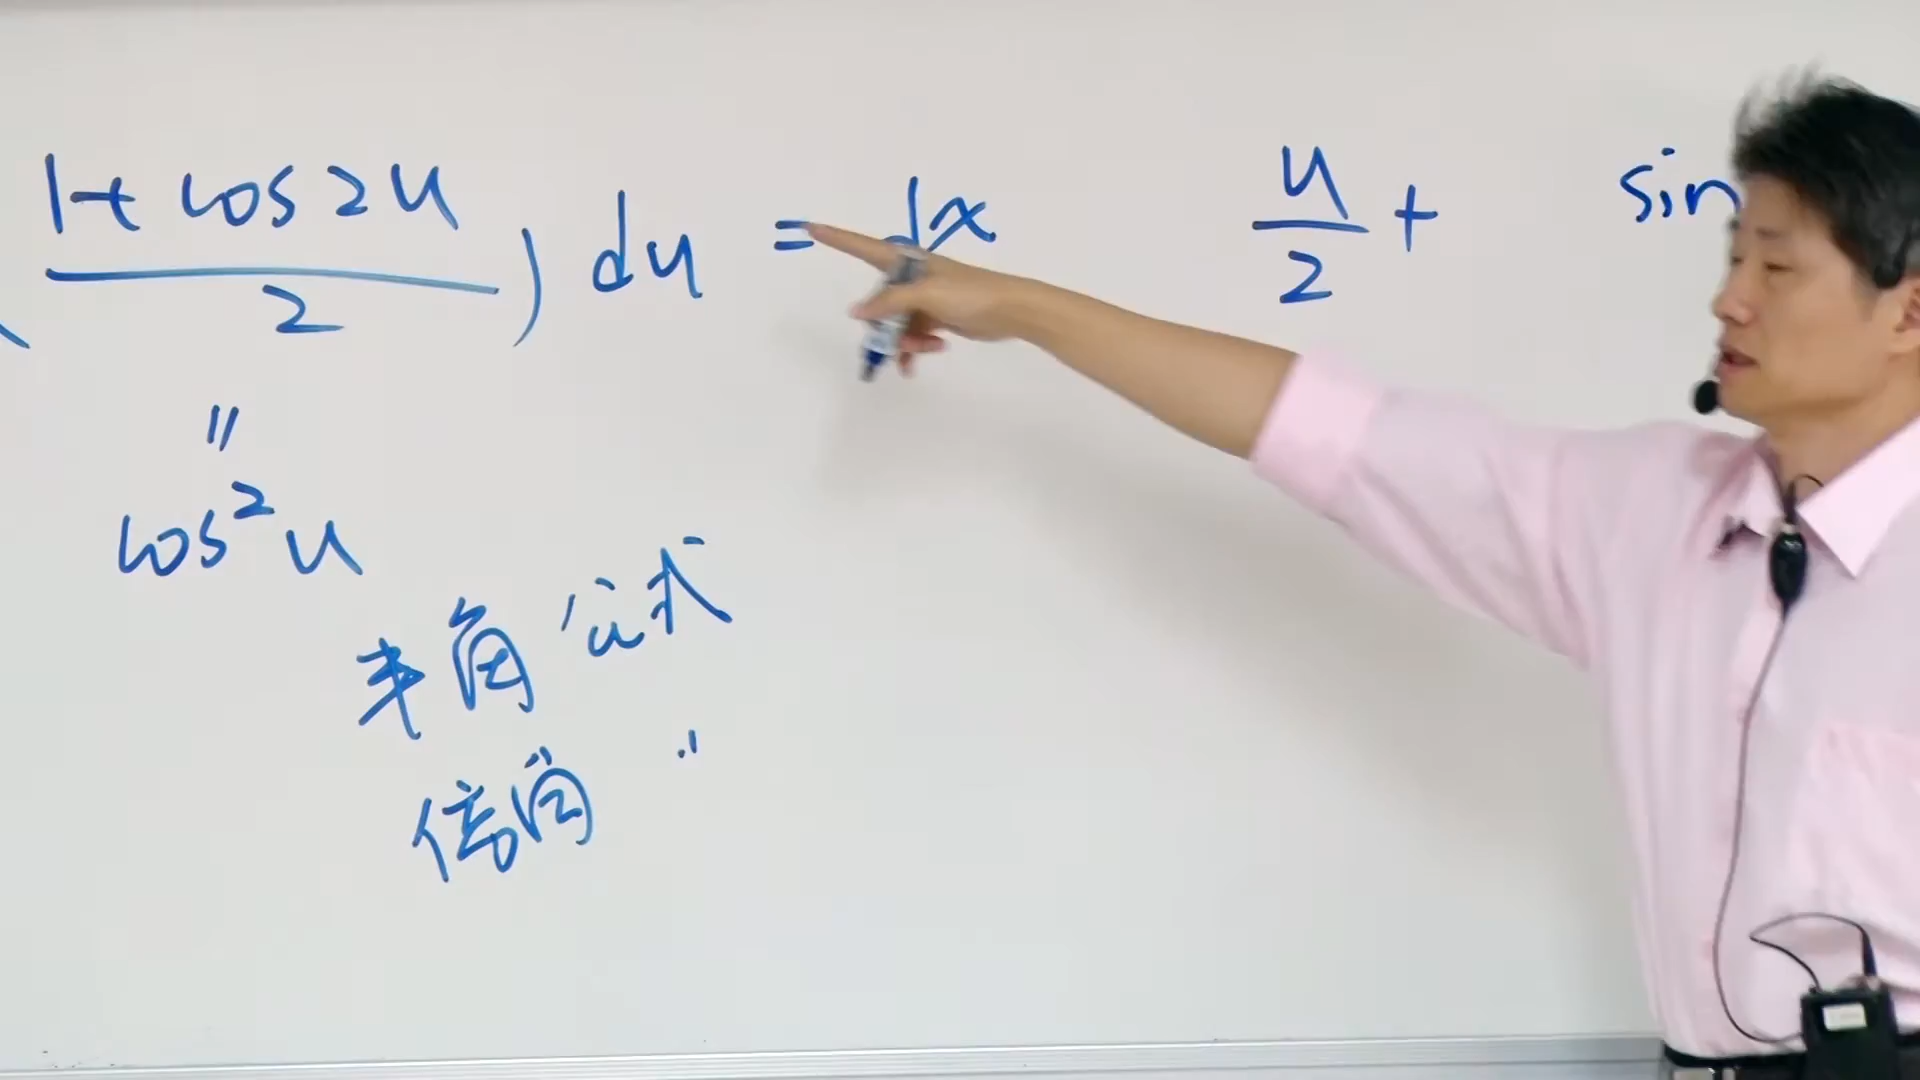 (1+cos2u)/2) du = dx u/2 + sin
"
cos²u
半角公式
倍角 "